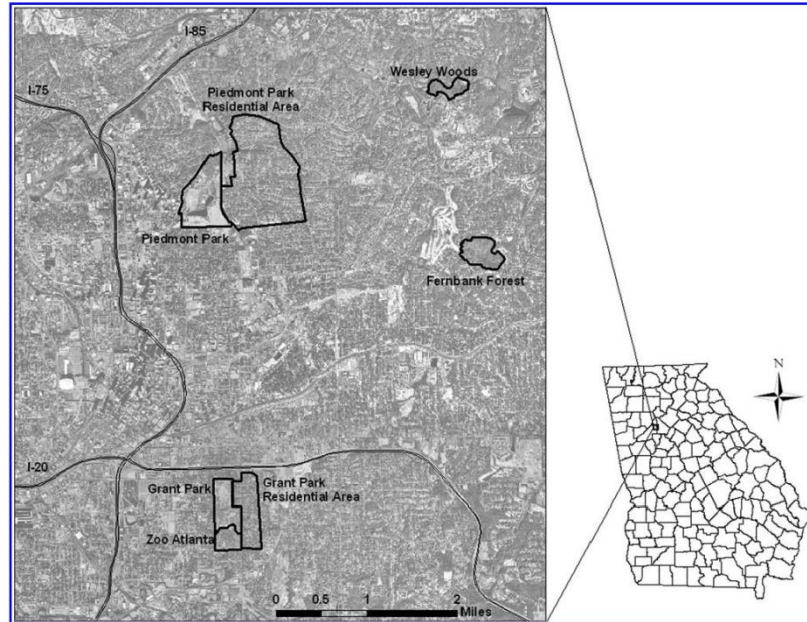 I-85
Wesley Woods
I-75
Piedmont Park
Residential Area
Piedmont Park
Fernbank Forest
N
I-20
Grant Park
Grant Park
Residential Area
Zoo Atlanta
0 0.5 1 2
Miles